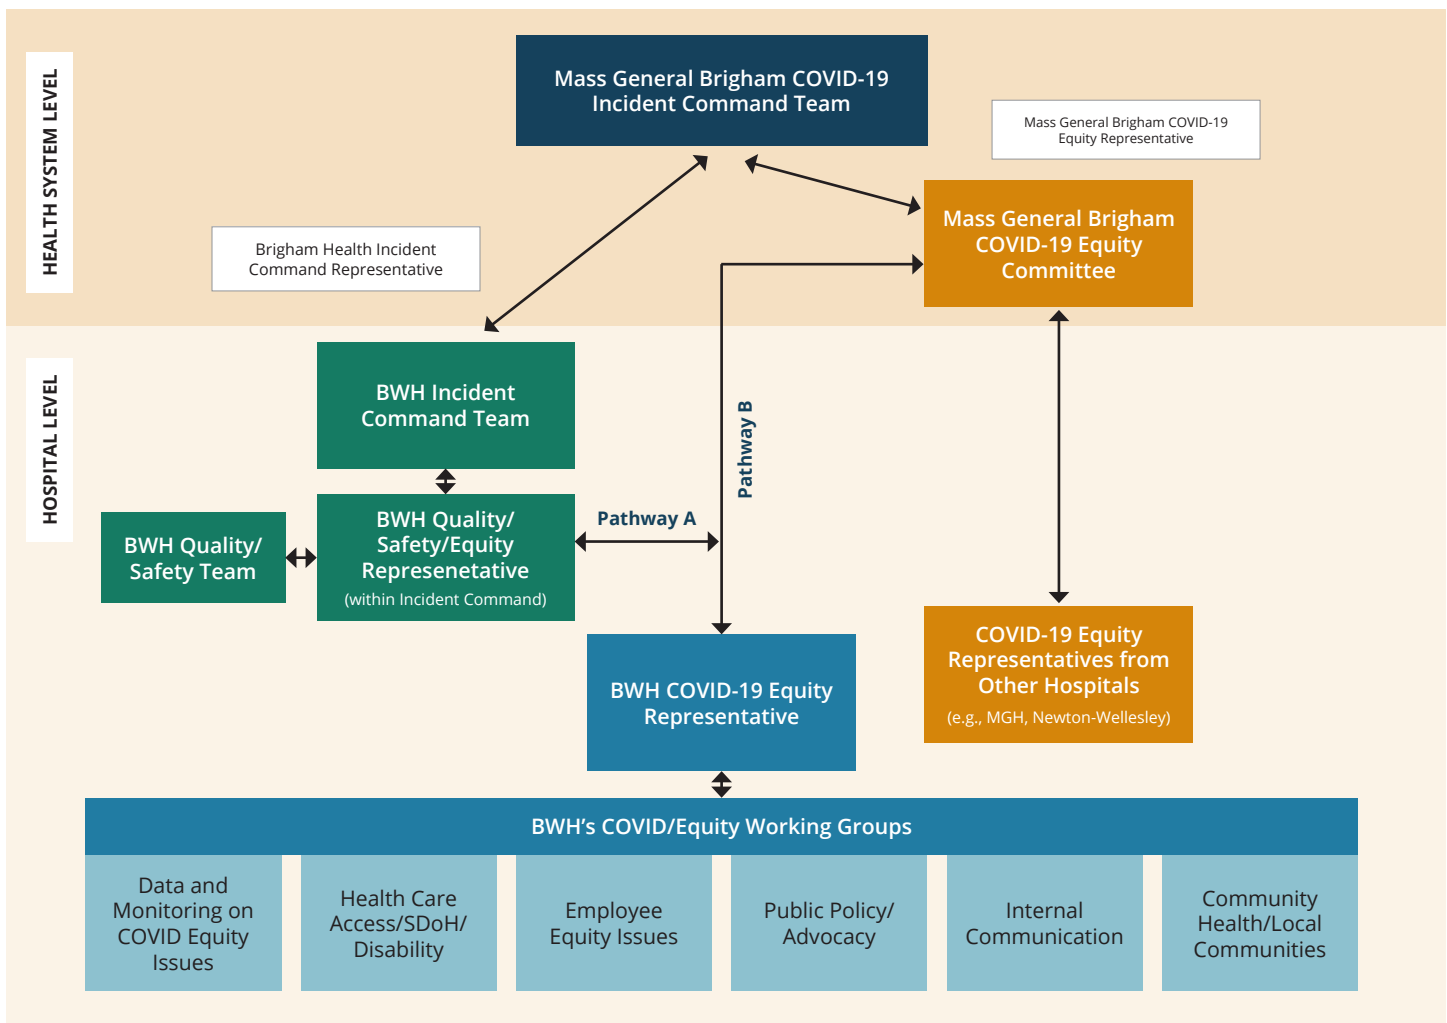 HEALTH SYSTEM LEVEL
Mass General Brigham COVID-19
Incident Command Team
Mass General Brigham COVID-19
Equity Representative
Mass General Brigham
COVID-19 Equity
Committee
Brigham Health Incident
Command Representative
HOSPITAL LEVEL
BWH Incident
Command Team
Pathway B
BWH Quality/
Safety Team
BWH Quality/
Safety/Equity
Represenetative
(within Incident Command)
Pathway A
BWH COVID-19 Equity
Representative
COVID-19 Equity
Representatives from
Other Hospitals
(e.g., MGH, Newton-Wellesley)
BWH’s COVID/Equity Working Groups
Data and
Monitoring on
COVID Equity
Issues
Health Care
Access/SDoH/
Disability
Employee
Equity Issues
Public Policy/
Advocacy
Internal
Communication
Community
Health/Local
Communities